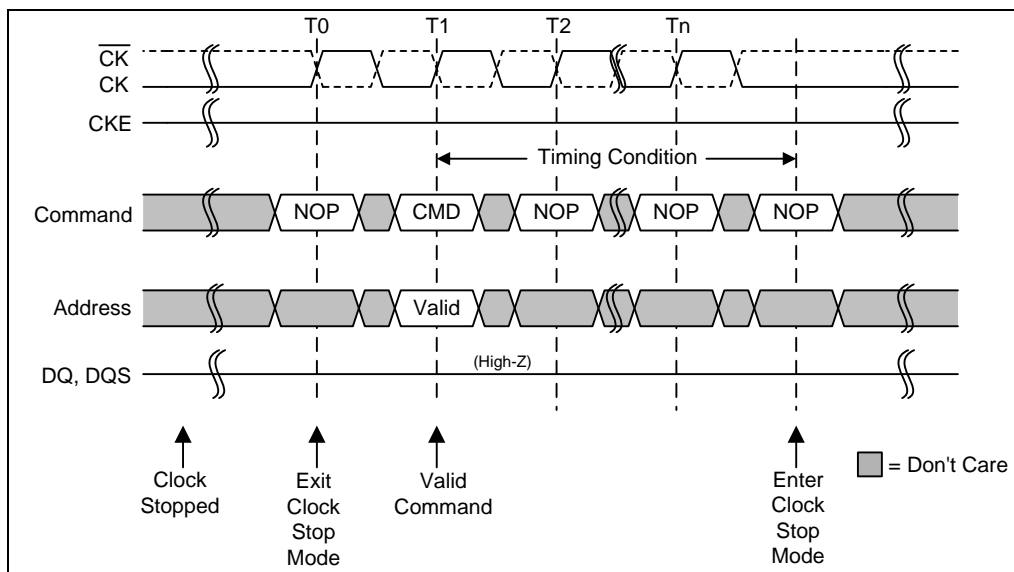 T0 T1 T2 Tn
CK
CK
CKE
Timing Condition
Command NOP CMD NOP NOP NOP
Address Valid
(High-Z)
DQ, DQS
Clock Stopped
Exit Clock Stop Mode
Valid Command
Enter Clock Stop Mode
= Don't Care